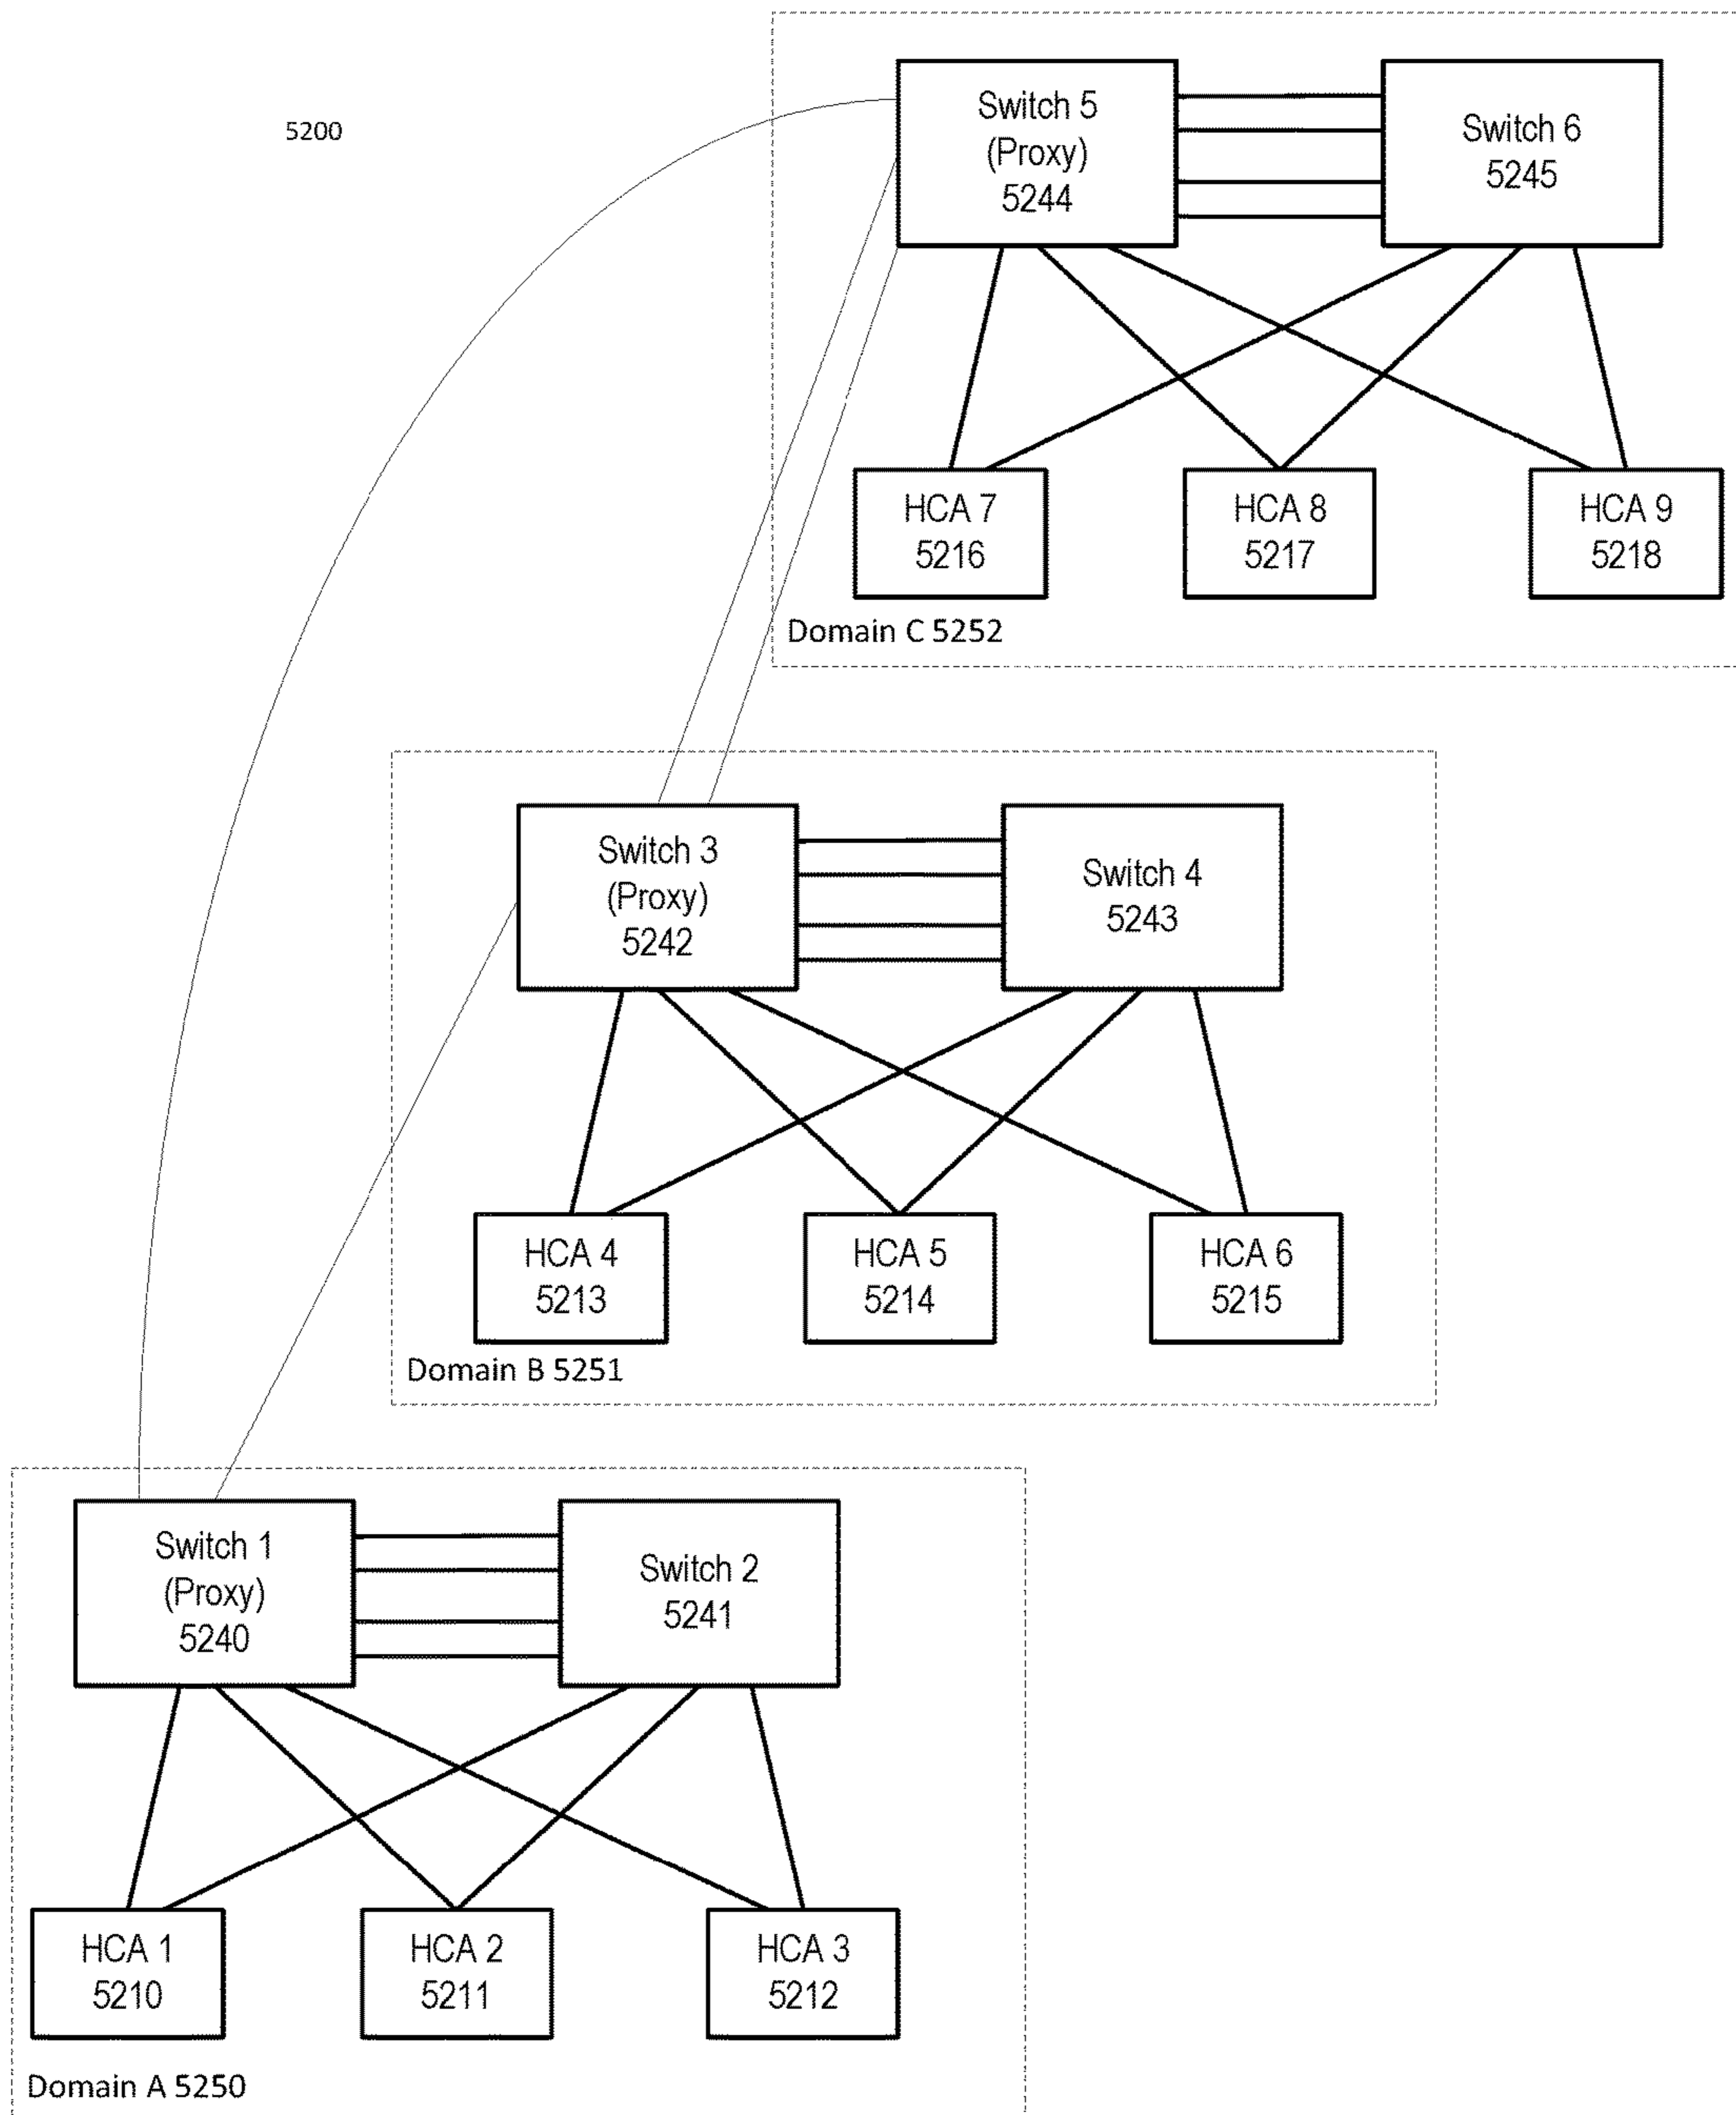 5200
Switch 5
(Proxy)
5244
Switch 6
5245
HCA 7
5216
HCA 8
5217
HCA 9
5218
Domain C 5252
Switch 3
(Proxy)
5242
Switch 4
5243
HCA 4
5213
HCA 5
5214
HCA 6
5215
Domain B 5251
Switch 1
(Proxy)
5240
Switch 2
5241
HCA 1
5210
HCA 2
5211
HCA 3
5212
Domain A 5250